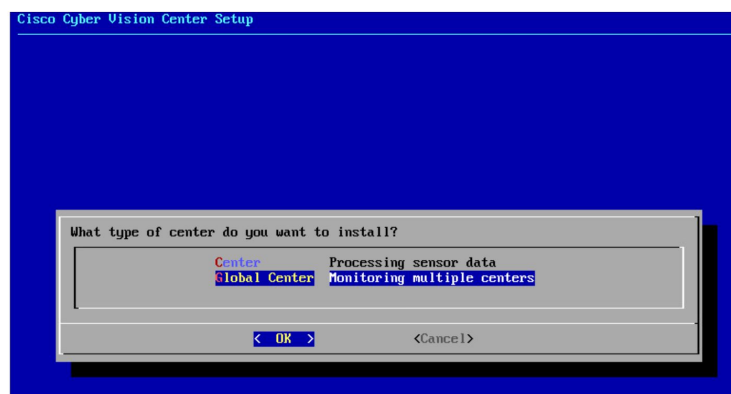 Cisco Cyber Vision Center Setup
What type of center do you want to install?
Center Processing sensor data
Global Center Monitoring multiple centers
< OK > <Cancel>